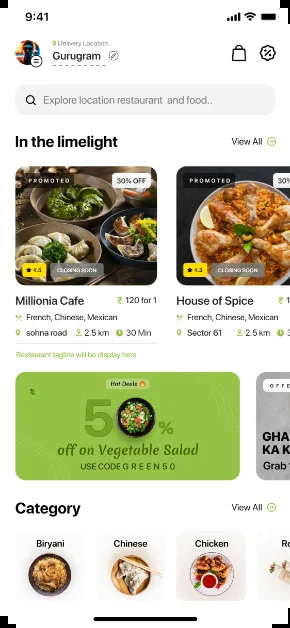 9:41
Delivery Location
Gurugram
Explore location restaurant and food..
In the limelight
View All
PROMOTED
30% OFF
PROMOTED
30%
4.5
CLOSING SOON
4.3
CLOSING SOON
Millionia Cafe
₹ 120 for 1
House of Spice
₹ 1
French, Chinese, Mexican
French, Chinese, Mexican
sohna road
2.5 km
30 Min
Sector 61
2.5 km
3
Restaurant tagline will be display here
Hot Deals
50%
off on Vegetable Salad
USE CODE GREEN50
OFFE
GHA
KA K
Grab
Category
View All
Biryani
Chinese
Chicken
Ro